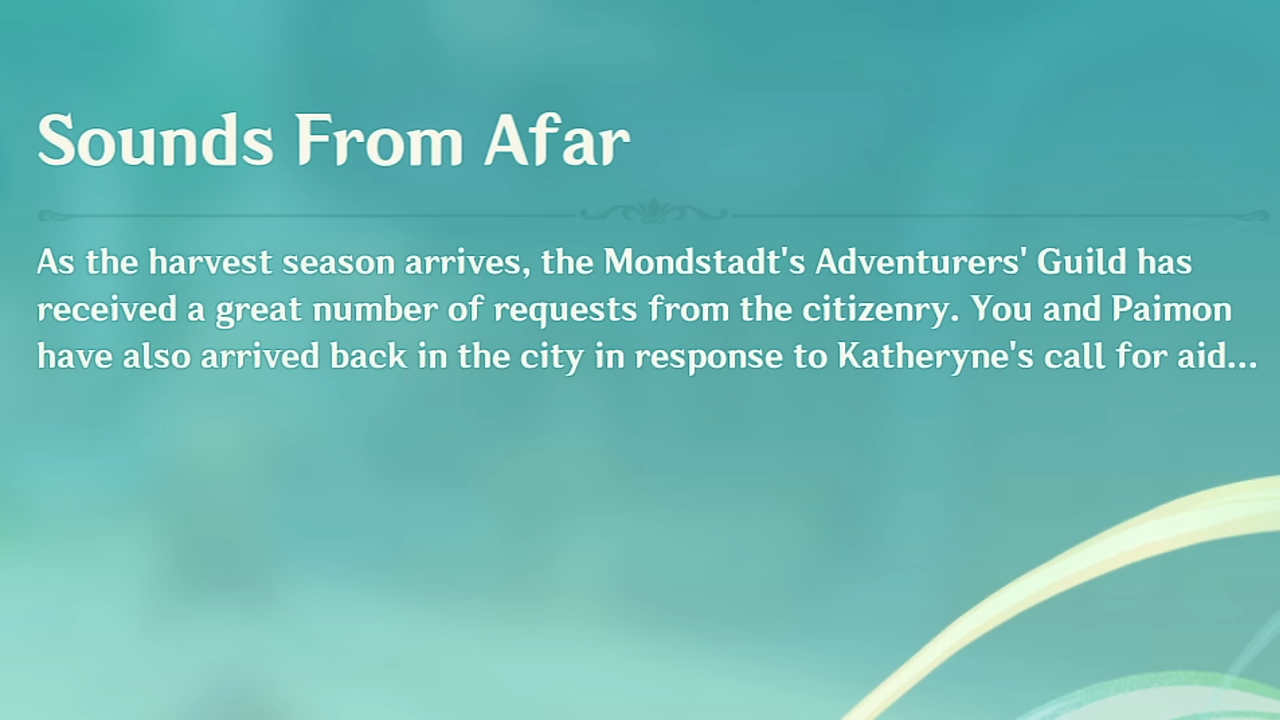 Sounds From Afar
As the harvest season arrives, the Mondstadt's Adventurers' Guild has
received a great number of requests from the citizenry. You and Paimon
have also arrived back in the city in response to Katheryne's call for aid...